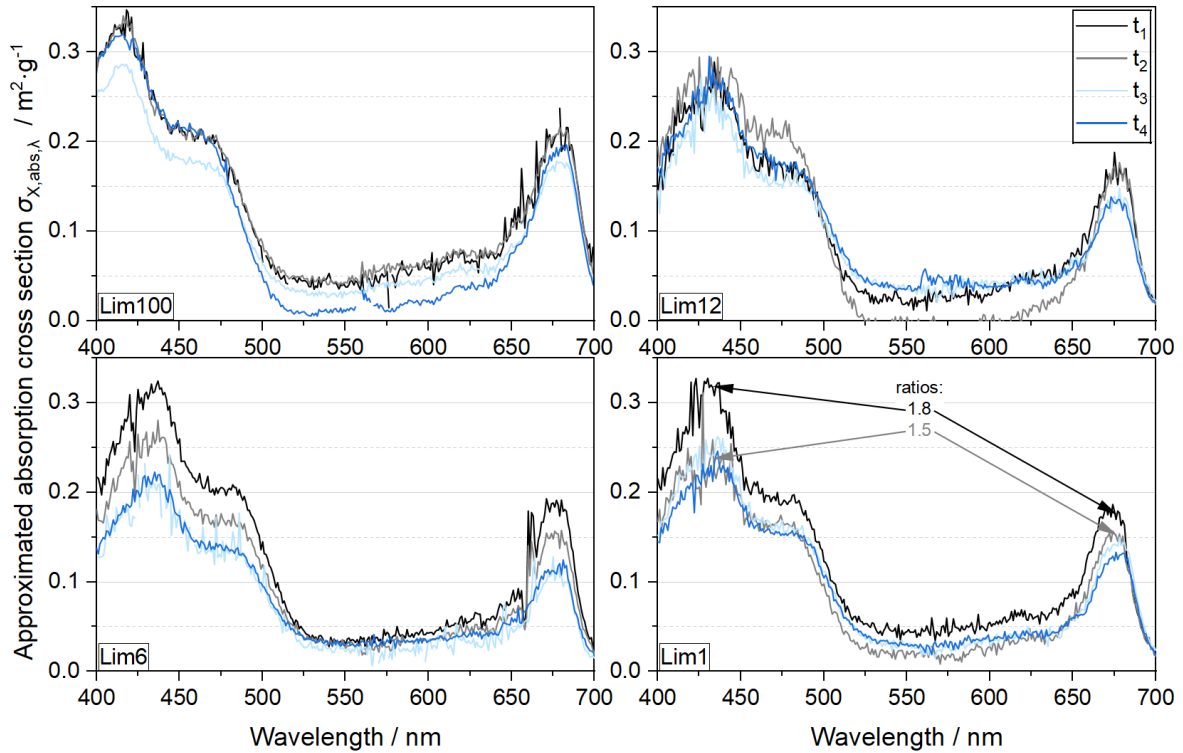 Approximated absorption cross section σX,abs,λ / m²·g⁻¹
0.3
0.2
0.1
0.0
Lim100
400 450 500 550 600 650 700
0.3
0.2
0.1
0.0
Lim12
400 450 500 550 600 650 700
t₁
t₂
t₃
t₄
0.3
0.2
0.1
0.0
Lim6
400 450 500 550 600 650 700
Wavelength / nm
0.3
0.2
0.1
0.0
Lim1
ratios:
1.8
1.5
400 450 500 550 600 650 700
Wavelength / nm